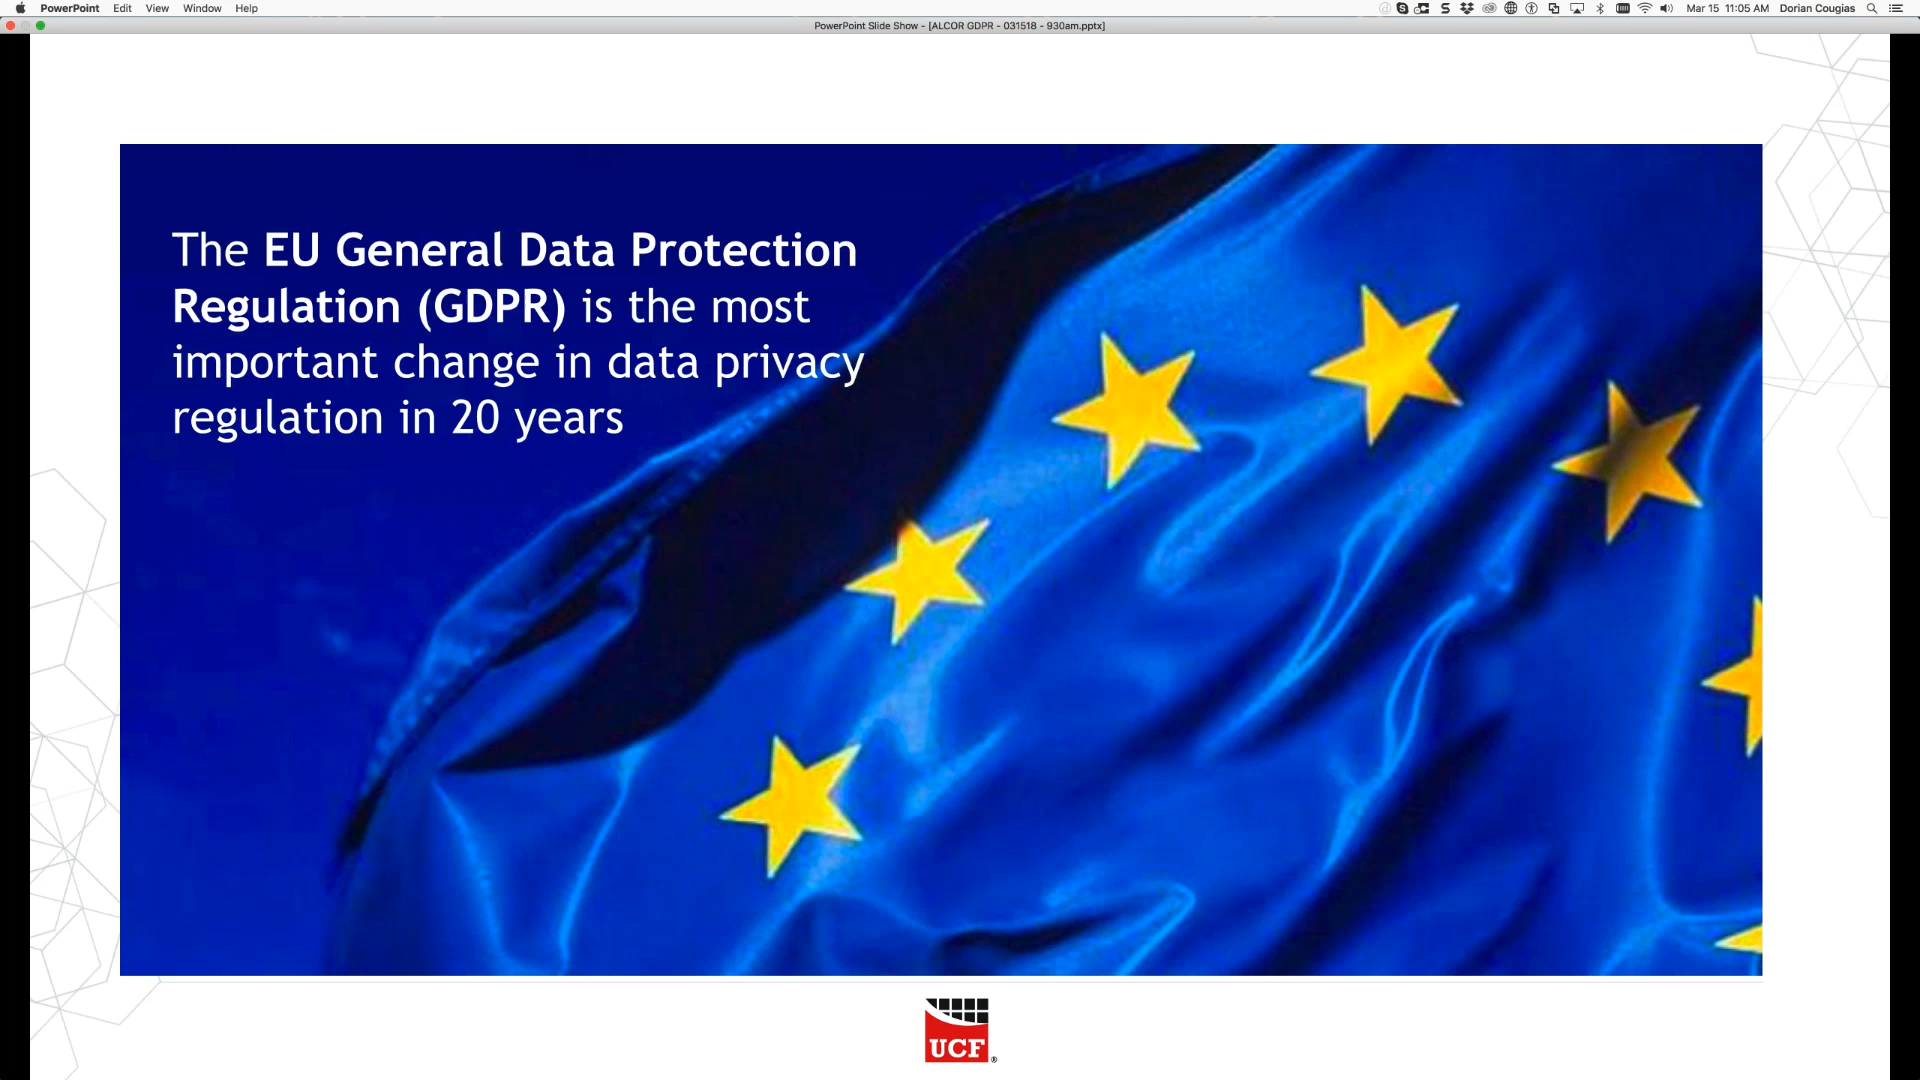 PowerPoint Edit View Window Help
Mar 15 11:05 AM Dorian Cougias
PowerPoint Slide Show - [ALCOR GDPR - 031518 - 930am.pptx]
The EU General Data Protection
Regulation (GDPR) is the most
important change in data privacy
regulation in 20 years
UCF®